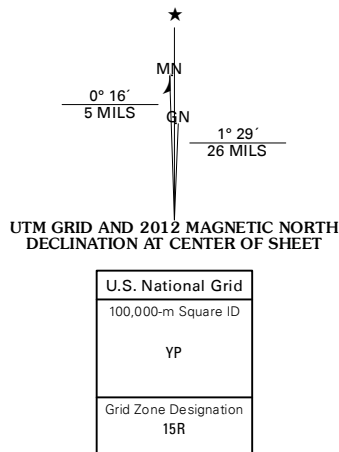 ★
MN
0° 16´
5 MILS
GN
1° 29´
26 MILS
UTM GRID AND 2012 MAGNETIC NORTH
DECLINATION AT CENTER OF SHEET
U.S. National Grid
100,000-m Square ID
YP
Grid Zone Designation
15R